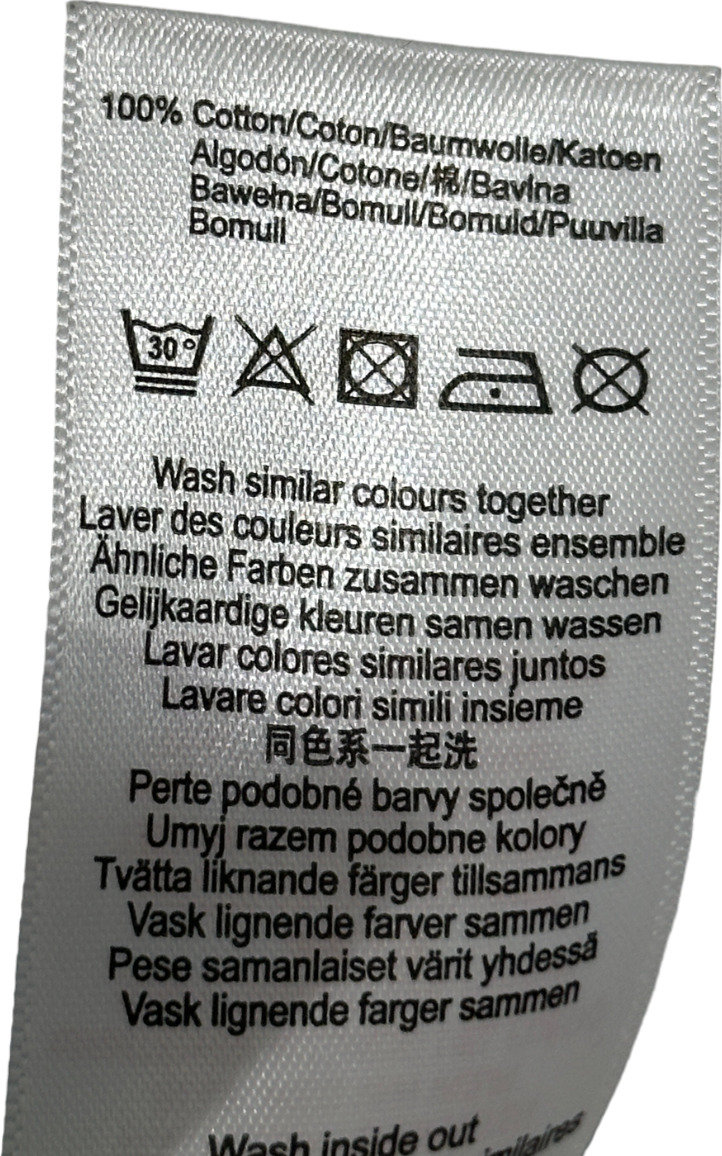 100% Cotton/Coton/Baumwolle/Katoen
Algodón/Cotone/棉/Bavlna
Bawełna/Bomull/Bomuld/Puuvilla
Bomull
30°
Wash similar colours together
Laver des couleurs similaires ensemble
Ähnliche Farben zusammen waschen
Gelijkaardige kleuren samen wassen
Lavar colores similares juntos
Lavare colori simili insieme
同色系一起洗
Perte podobné barvy společně
Umyj razem podobne kolory
Tvätta liknande färger tillsammans
Vask lignende farver sammen
Pese samanlaiset värit yhdessä
Vask lignende farger sammen
Wash inside out